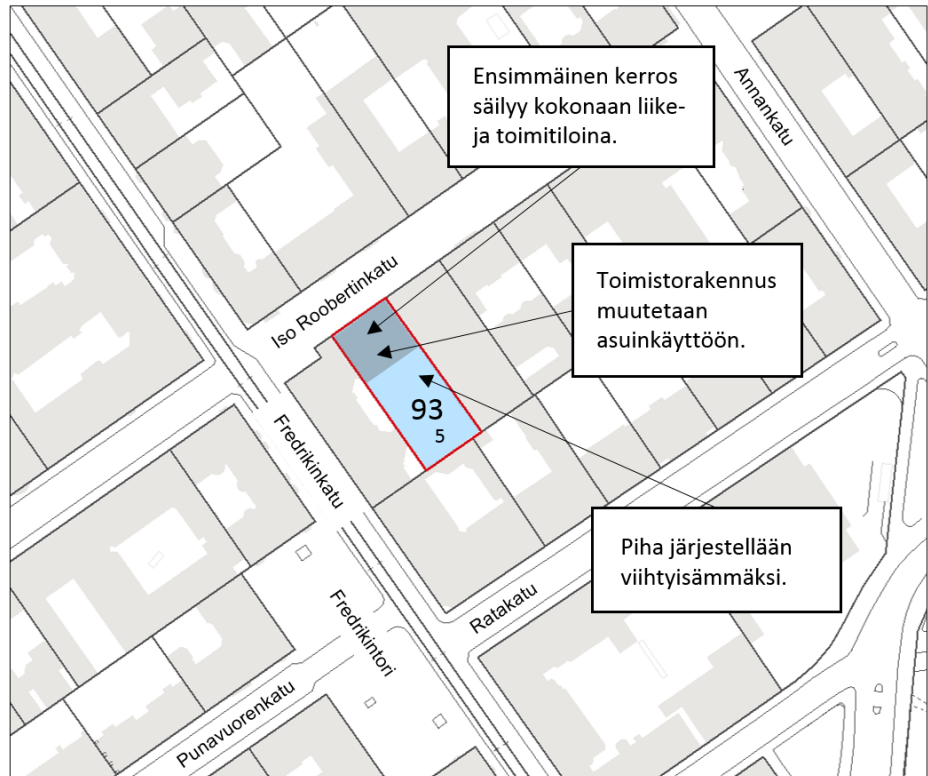 Ensimmäinen kerros
säilyy kokonaan liike-
ja toimitiloina.
Annankatu
Toimistorakennus
muutetaan
asuinkäyttöön.
Iso Roobertinkatu
93
5
Fredrikinkatu
Piha järjestellään
viihtyisämmäksi.
Ratakatu
Fredrikintori
Punavuorenkatu